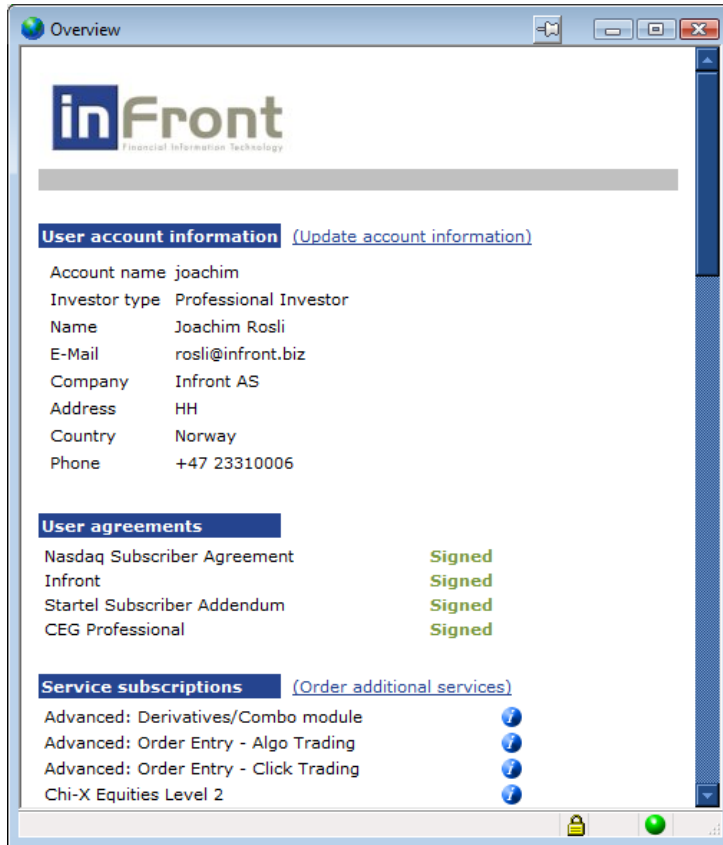 Overview
inFront
Financial Information Technology
User account information (Update account information)
Account name joachim
Investor type Professional Investor
Name Joachim Rosli
E-Mail rosli@infront.biz
Company Infront AS
Address HH
Country Norway
Phone +47 23310006
User agreements
Nasdaq Subscriber Agreement Signed
Infront Signed
Startel Subscriber Addendum Signed
CEG Professional Signed
Service subscriptions (Order additional services)
Advanced: Derivatives/Combo module
Advanced: Order Entry - Algo Trading
Advanced: Order Entry - Click Trading
Chi-X Equities Level 2